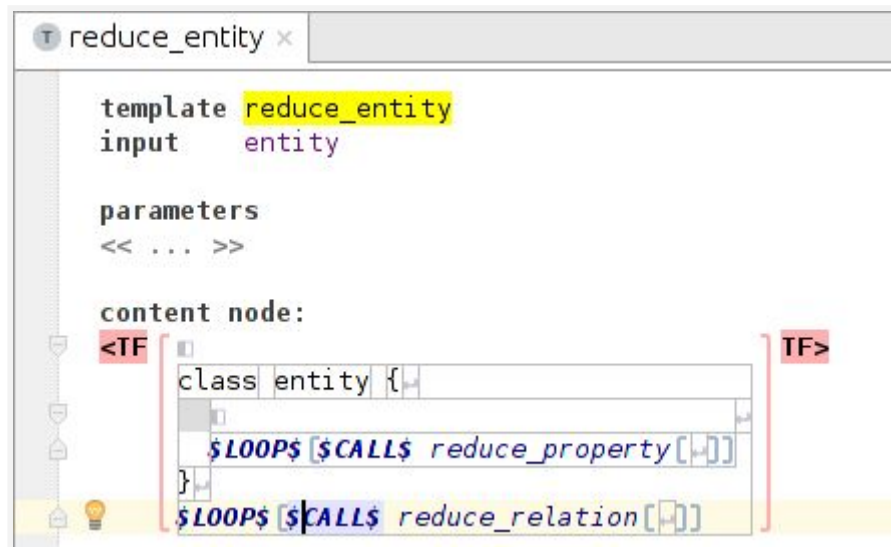 T reduce_entity ×
template reduce_entity
input entity
parameters
<< ... >>
content node:
<TF [ ] TF>
class entity {↵
↵
$LOOP$[$CALL$ reduce_property[↵]]
}↵
$LOOP$[$CALL$ reduce_relation[↵]]